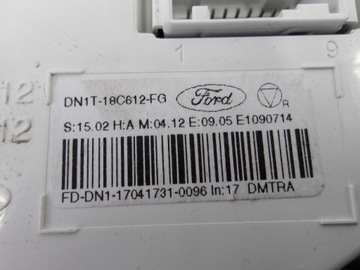 1 9
DN1T-18C612-FG Ford R
S:15.02 H:A M:04.12 E:09.05 E1090714
12
12
FD-DN1-17041731-0096 In:17 DMTRA